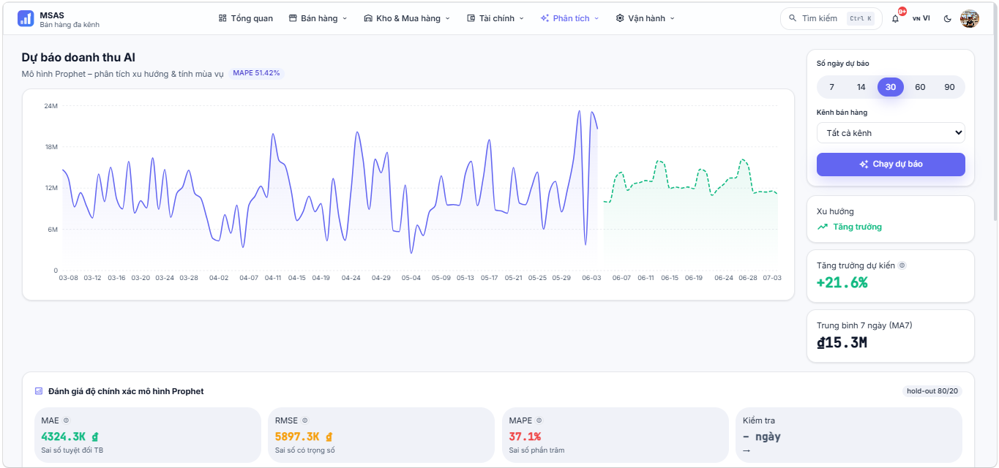 MSAS
Bán hàng đa kênh
Tổng quan
Bán hàng
Kho & Mua hàng
Tài chính
Phân tích
Vận hành
Tìm kiếm
Ctrl K
9+
VN VI
Dự báo doanh thu AI
Mô hình Prophet – phân tích xu hướng & tính mùa vụ
MAPE 51.42%
24M
18M
12M
6M
0
03-08 03-12 03-16 03-20 03-24 03-28 04-02 04-07 04-11 04-15 04-19 04-24 04-29 05-04 05-09 05-13 05-17 05-21 05-25 05-29 06-03 06-07 06-11 06-15 06-19 06-24 06-28 07-03
Số ngày dự báo
7 14 30 60 90
Kênh bán hàng
Tất cả kênh
Chạy dự báo
Xu hướng
Tăng trưởng
Tăng trưởng dự kiến
+21.6%
Trung bình 7 ngày (MA7)
₫15.3M
Đánh giá độ chính xác mô hình Prophet
hold-out 80/20
MAE
4324.3K ₫
Sai số tuyệt đối TB
RMSE
5897.3K ₫
Sai số có trọng số
MAPE
37.1%
Sai số phần trăm
Kiểm tra
– ngày
→